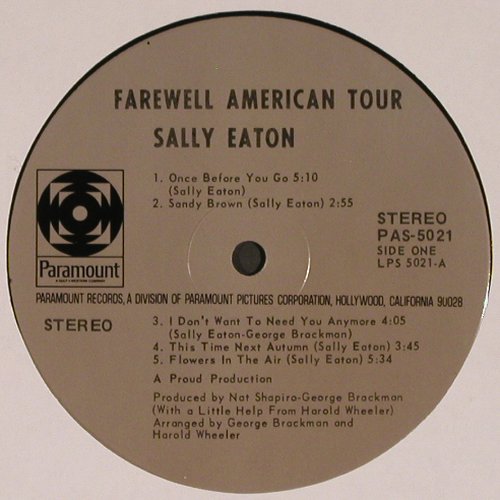 FAREWELL AMERICAN TOUR
SALLY EATON
1. Once Before You Go 5:10
(Sally Eaton)
2. Sandy Brown (Sally Eaton) 2:55
STEREO
PAS-5021
SIDE ONE
LPS 5021-A
Paramount
A GULF + WESTERN COMPANY
PARAMOUNT RECORDS, A DIVISION OF PARAMOUNT PICTURES CORPORATION, HOLLYWOOD, CALIFORNIA 90028
STEREO
3. I Don't Want To Need You Anymore 4:05
(Sally Eaton-George Brackman)
4. This Time Next Autumn (Sally Eaton) 3:45
5. Flowers In The Air (Sally Eaton) 5:34
A Proud Production
Produced by Nat Shapiro-George Brackman
(With a Little Help From Harold Wheeler)
Arranged by George Brackman and
Harold Wheeler